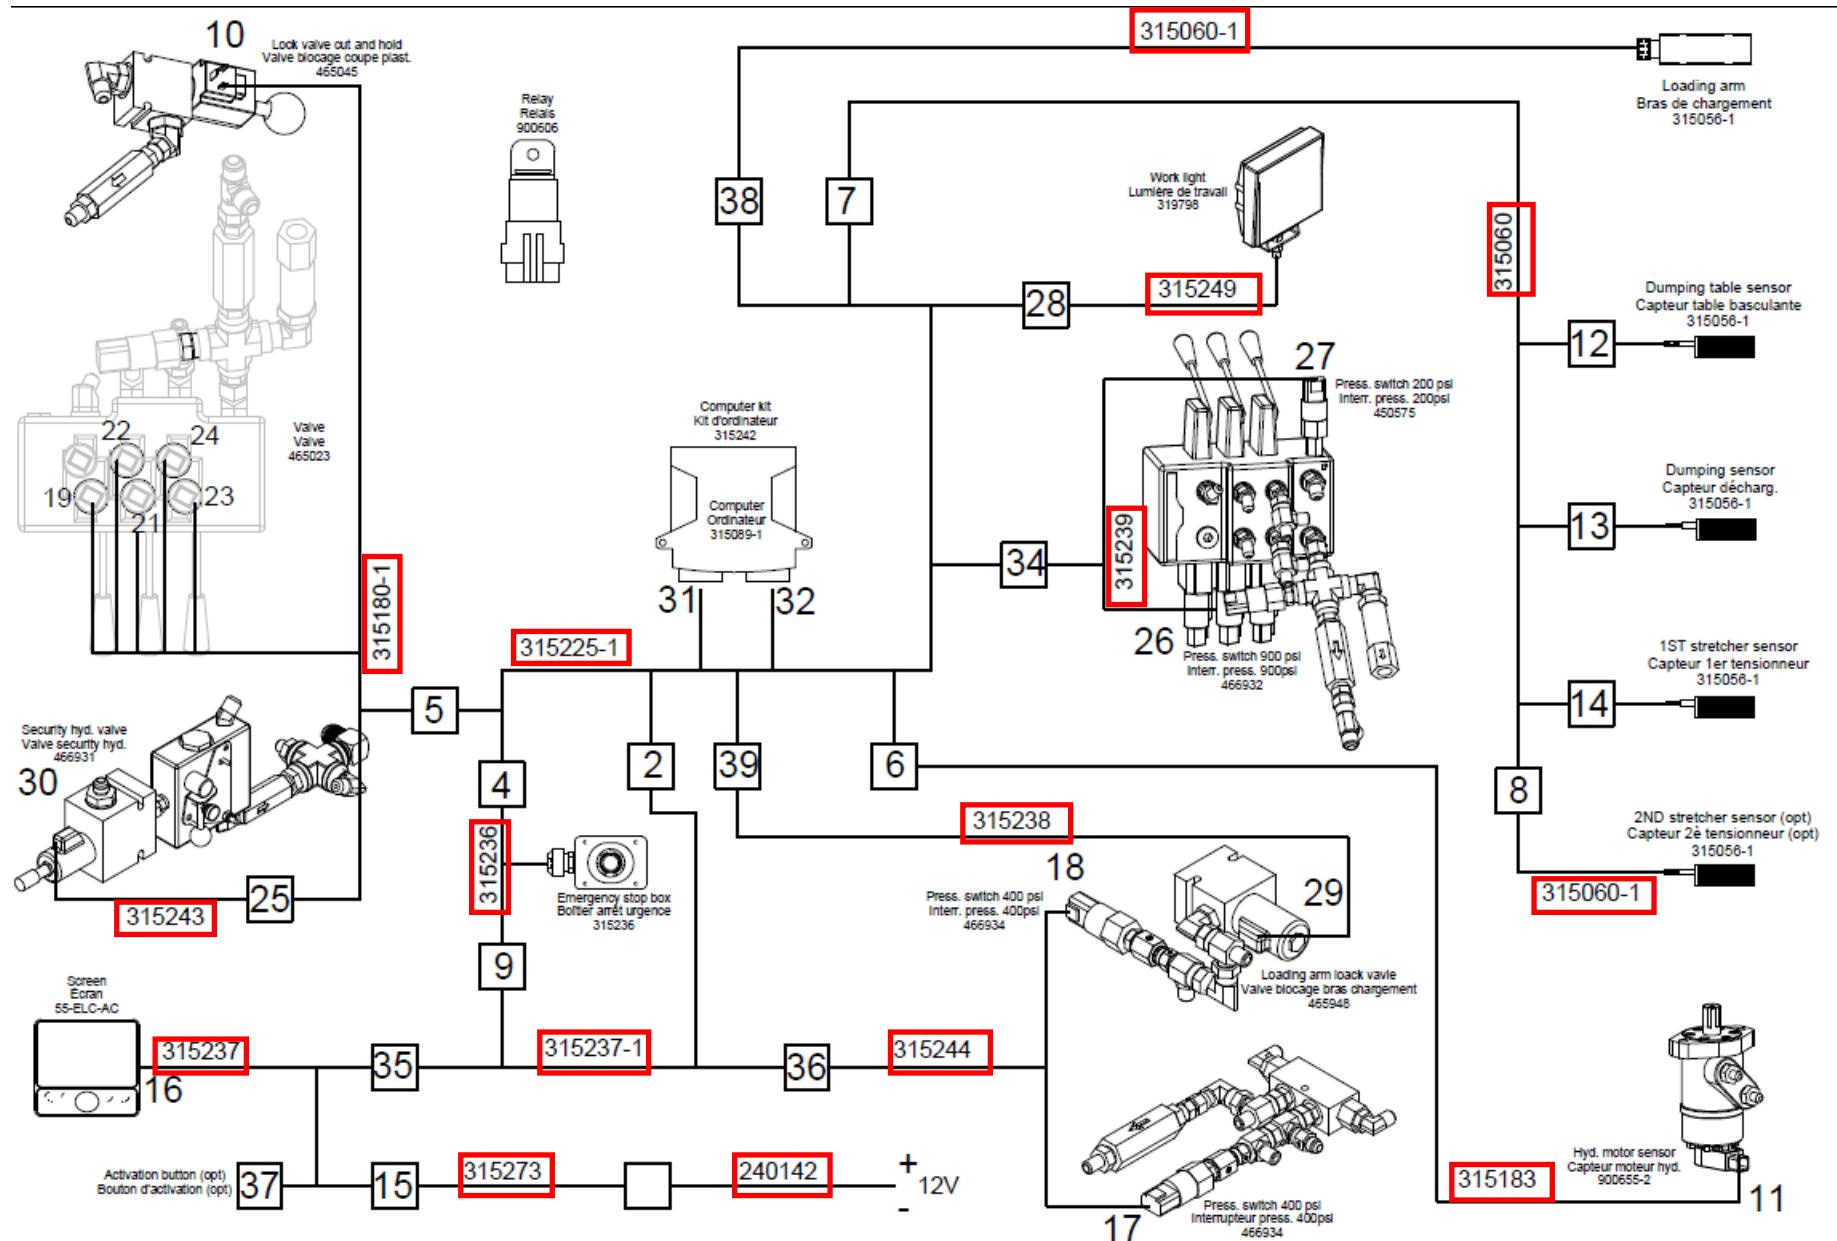 10
Lock valve cut and hold
Valve blocage coupe plast.
465045
Relay
Relais
900606
315060-1
Loading arm
Bras de chargement
315056-1
38
7
Work light
Lumière de travail
319798
315060
28
315249
Dumping table sensor
Capteur table basculante
315056-1
12
27
Press. switch 200 psi
Interr. press. 200psi
450575
22
24
19
21
23
Valve
Valve
465023
Computer kit
Kit d'ordinateur
315242
Computer
Ordinateur
315089-1
31
32
34
315239
Dumping sensor
Capteur décharg.
315056-1
13
26
Press. switch 900 psi
Interr. press. 900psi
466932
315180-1
315225-1
1ST stretcher sensor
Capteur 1er tensionneur
315056-1
14
5
Security hyd. valve
Valve security hyd.
466931
30
4
2
39
6
8
315238
2ND stretcher sensor (opt)
Capteur 2è tensionneur (opt)
315056-1
315060-1
315236
Emergency stop box
Boîtier arrêt urgence
315236
18
Press. switch 400 psi
Interr. press. 400psi
466934
29
Loading arm loack vavle
Valve blocage bras chargement
465948
25
315243
9
Screen
Écran
55-ELC-AC
315237
16
35
315237-1
36
315244
Activation button (opt)
Bouton d'activation (opt)
37
15
315273
240142
+
12V
-
17
Press. switch 400 psi
Interrupteur press. 400psi
466934
Hyd. motor sensor
Capteur moteur hyd.
900655-2
315183
11